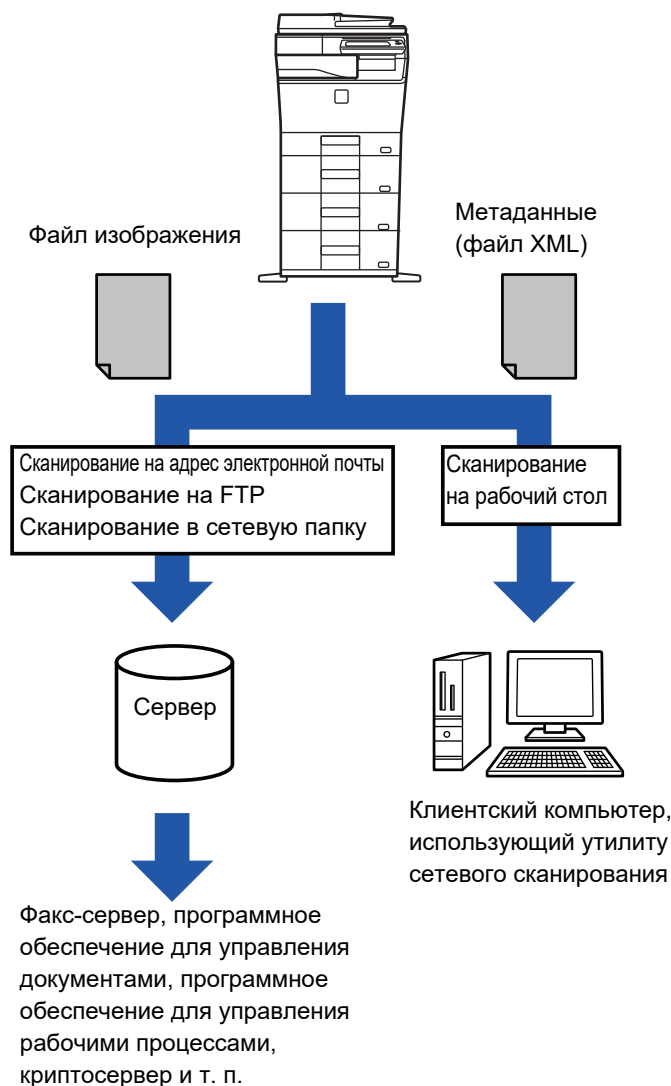 Файл изображения
Метаданные
(файл XML)
Сканирование на адрес электронной почты
Сканирование на FTP
Сканирование в сетевую папку
Сканирование
на рабочий стол
Сервер
Клиентский компьютер,
использующий утилиту
сетевого сканирования
Факс-сервер, программное
обеспечение для управления
документами, программное
обеспечение для управления
рабочими процессами,
криптосервер и т. п.